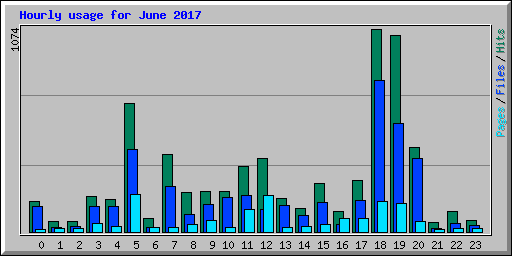 Hourly usage for June 2017
1074
Pages/Files/Hits
0 1 2 3 4 5 6 7 8 9 10 11 12 13 14 15 16 17 18 19 20 21 22 23